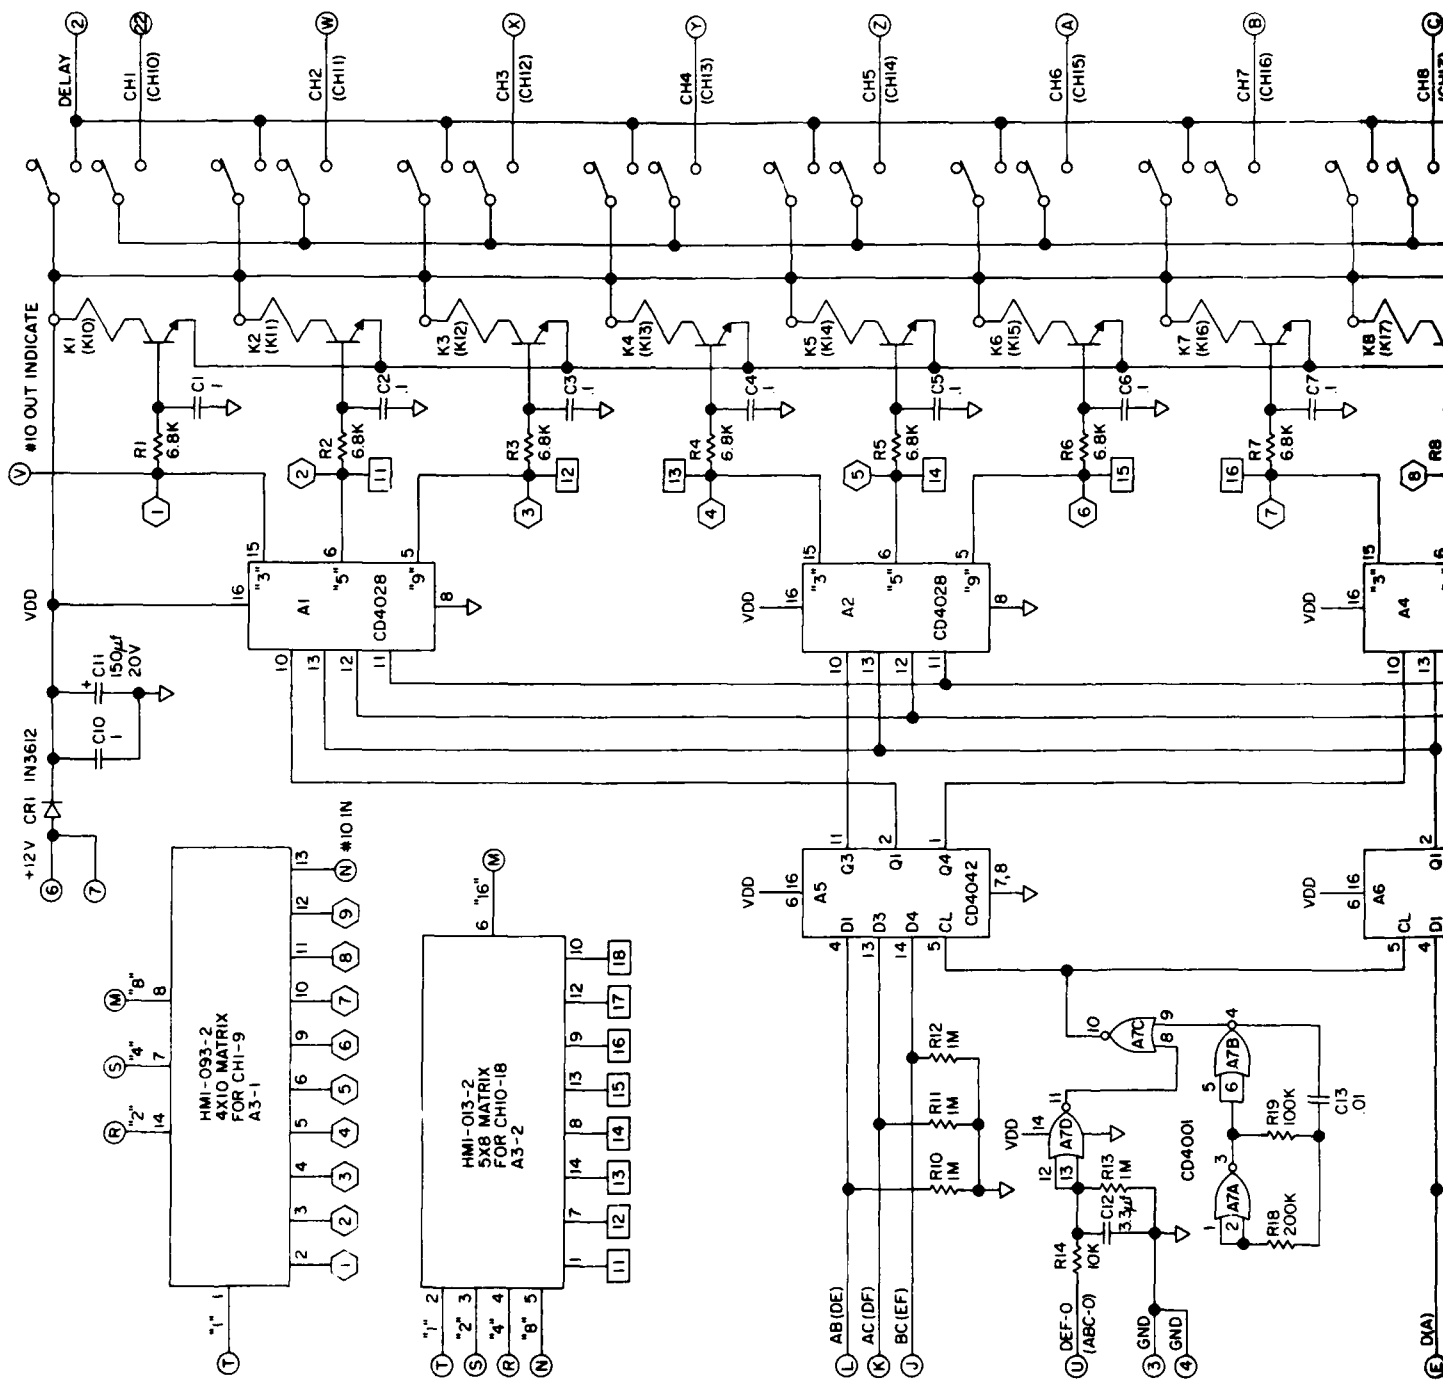 +12V
6
7
CR1 1N3612
C10
.1
C11
150µf
20V
+
VDD
V
#10 OUT INDICATE
DELAY
2
CH1
(CH10)
22
CH2
(CH11)
W
CH3
(CH12)
X
CH4
(CH13)
Y
CH5
(CH14)
Z
CH6
(CH15)
A
CH7
(CH16)
B
CH8
C
K1
(K10)
K2
(K11)
K3
(K12)
K4
(K13)
K5
(K14)
K6
(K15)
K7
(K16)
K8
(K17)
R1
6.8K
C1
.1
R2
6.8K
C2
.1
R3
6.8K
C3
.1
R4
6.8K
C4
.1
R5
6.8K
C5
.1
R6
6.8K
C6
.1
R7
6.8K
C7
.1
R8
1
2
11
3
12
13
4
5
14
6
15
16
7
8
16
"3" 15
A1
"5" 6
CD4028
"9" 5
8
10
13
12
11
VDD
16
"3" 15
A2
"5" 6
CD4028
"9" 5
8
10
13
12
11
VDD
16
"3" 15
A4
6
10
13
R "2" 14
S "4" 7
M "8" 8
HM1-093-2
4X10 MATRIX
FOR CH1-9
A3-1
T "1" 1
2 3 4 5 6 9 10 11 12 13
1 2 3 4 5 6 7 8 9 N #10 IN
HM1-013-2
5X8 MATRIX
FOR CH10-18
A3-2
6 "16" M
T "1" 2
S "2" 3
R "4" 4
N "8" 5
1 7 14 8 13 9 12 10
11 12 13 14 15 16 17 18
VDD
6 16
A5
Q3 11
Q1 2
Q4 1
CD4042
7,8
4 D1
13 D3
14 D4
5 CL
VDD
6 16
A6
Q1 2
5 CL
4 D1
L AB(DE)
K AC(DF)
J BC(EF)
R10
1M
R11
1M
R12
1M
U DEF-0
(ABC-0)
R14
10K
C12
3.3µf
R13
1M
VDD
14
12
13
A7D
11
10
A7C
9
8
3 GND
4 GND
CD4001
1
2
A7A
3
5
6
A7B
4
R18
200K
R19
100K
C13
.01
E D(A)